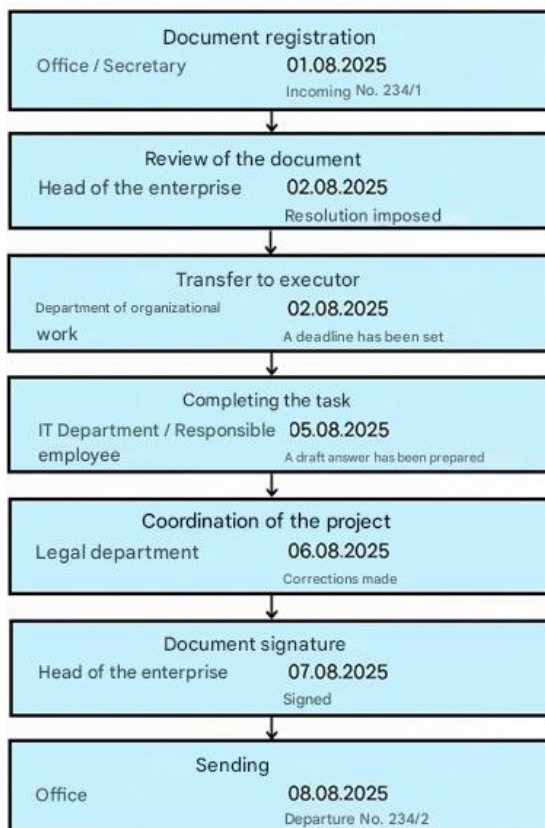 Document registration
Office / Secretary 01.08.2025
Incoming No. 234/1
Review of the document
Head of the enterprise 02.08.2025
Resolution imposed
Transfer to executor
Department of organizational 02.08.2025
work A deadline has been set
Completing the task
IT Department / Responsible 05.08.2025
employee A draft answer has been prepared
Coordination of the project
Legal department 06.08.2025
Corrections made
Document signature
Head of the enterprise 07.08.2025
Signed
Sending
Office 08.08.2025
Departure No. 234/2